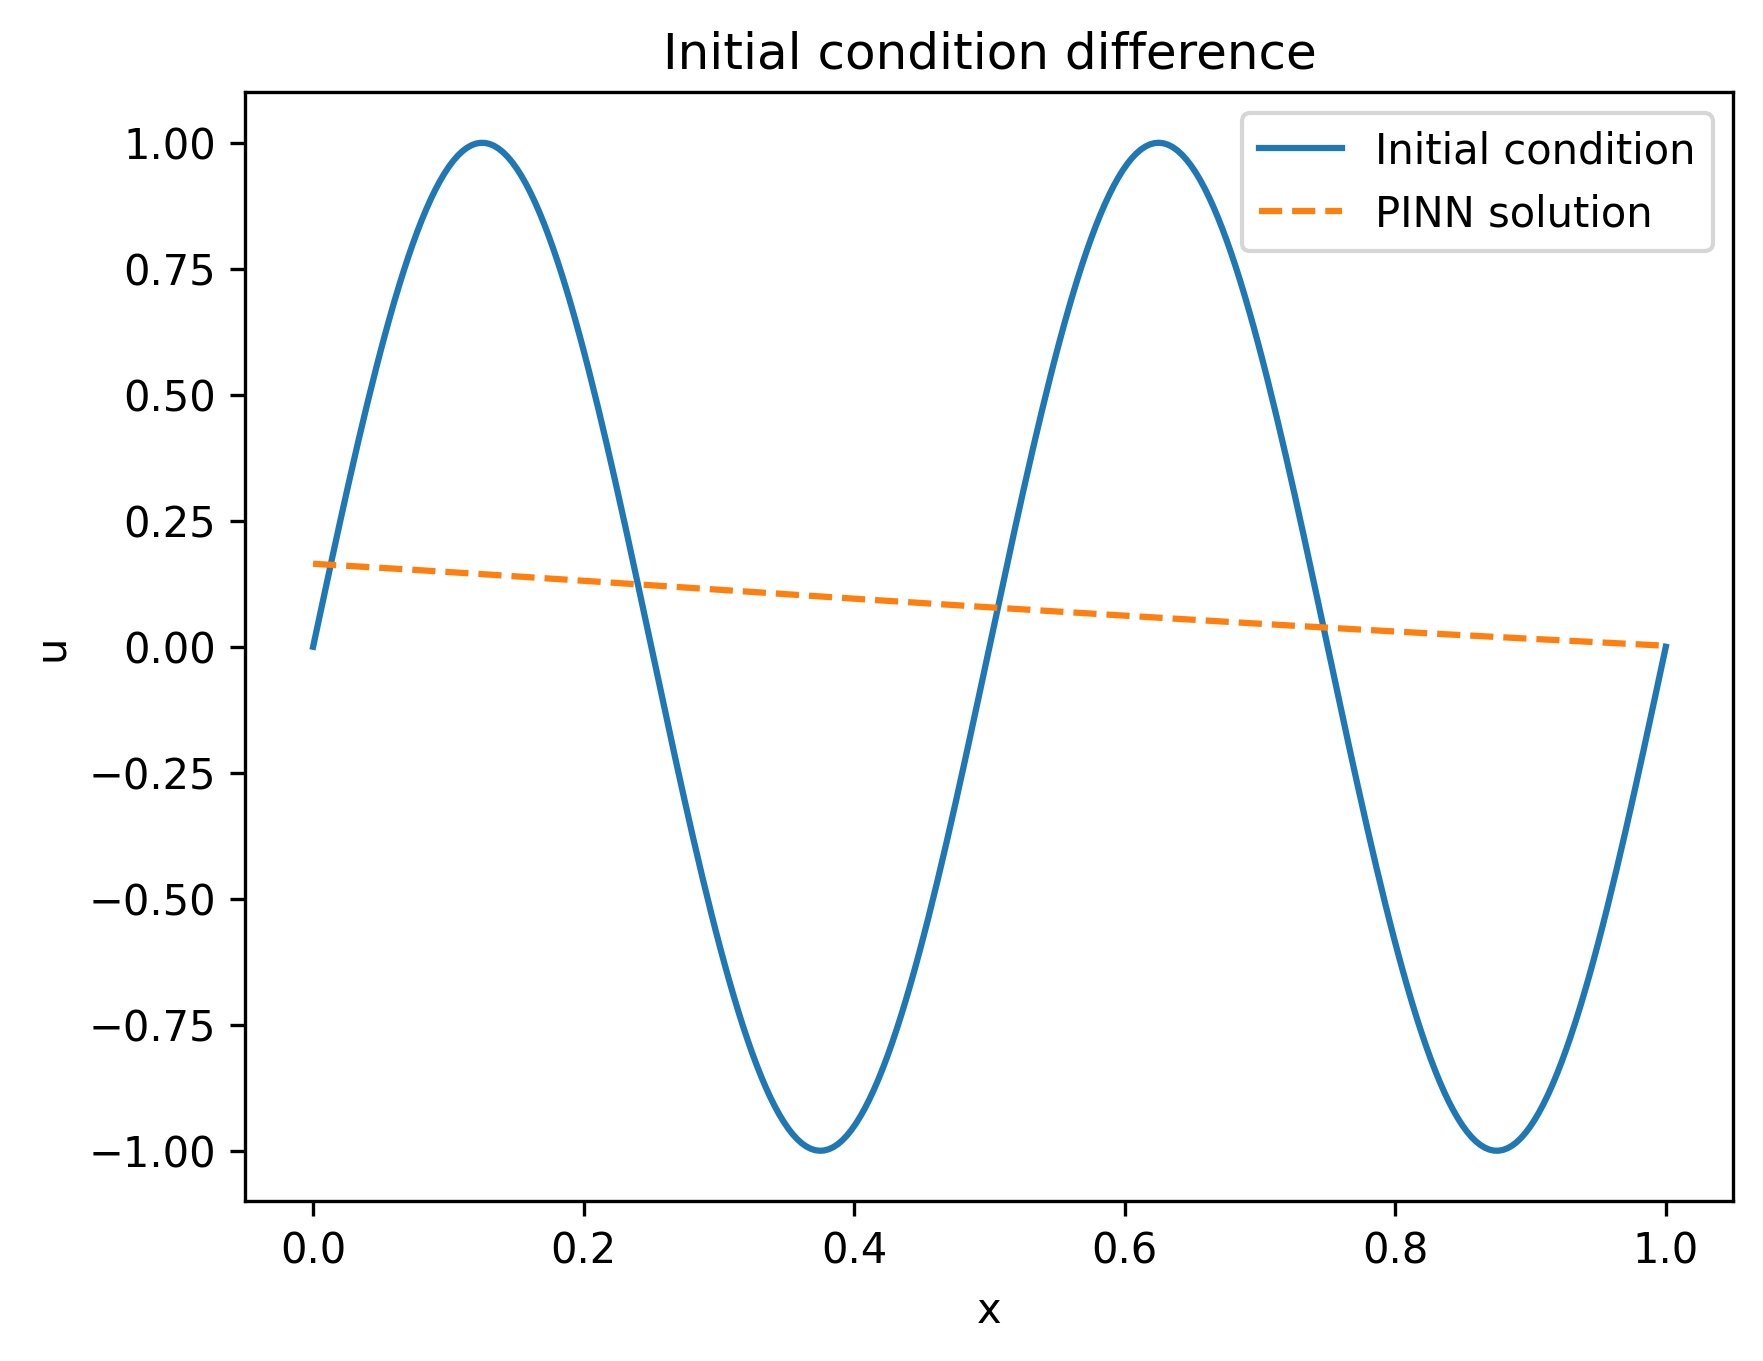 Initial condition difference
Initial condition
PINN solution
1.00
0.75
0.50
0.25
0.00
−0.25
−0.50
−0.75
−1.00
u
0.0 0.2 0.4 0.6 0.8 1.0
x